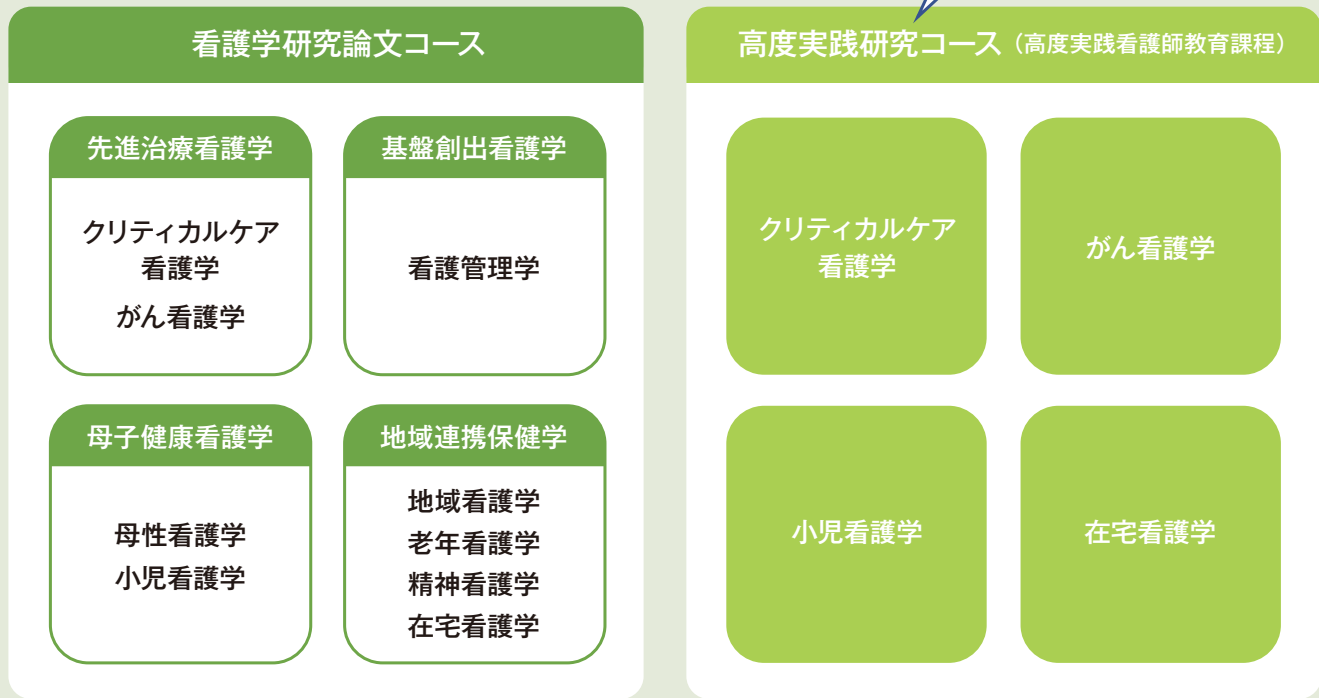 看護学研究論文コース
先進治療看護学
クリティカルケア
看護学
がん看護学
基盤創出看護学
看護管理学
母子健康看護学
母性看護学
小児看護学
地域連携保健学
地域看護学
老年看護学
精神看護学
在宅看護学
高度実践研究コース（高度実践看護師教育課程）
クリティカルケア
看護学
がん看護学
小児看護学
在宅看護学